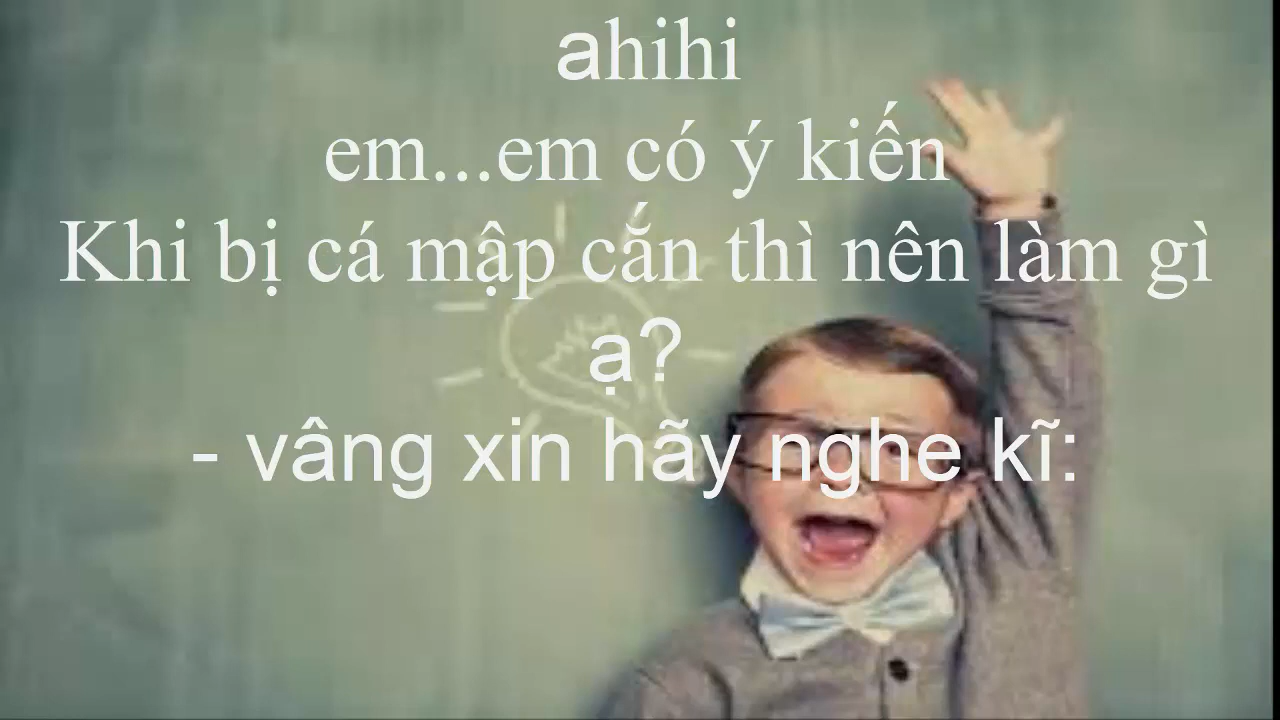 ahihi
em...em có ý kiến
Khi bị cá mập cắn thì nên làm gì
ạ?
- vâng xin hãy nghe kĩ: